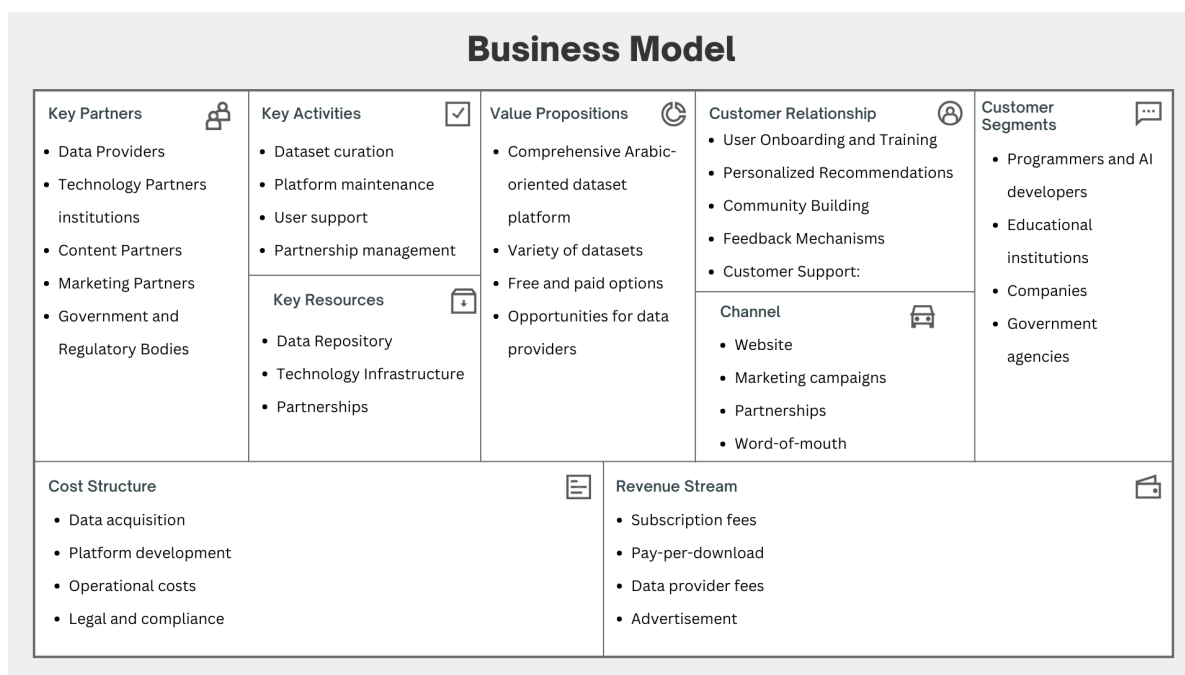 Business Model
Key Partners
• Data Providers
• Technology Partners
institutions
• Content Partners
• Marketing Partners
• Government and
Regulatory Bodies
Key Activities
• Dataset curation
• Platform maintenance
• User support
• Partnership management
Key Resources
• Data Repository
• Technology Infrastructure
• Partnerships
Value Propositions
• Comprehensive Arabic-
oriented dataset
platform
• Variety of datasets
• Free and paid options
• Opportunities for data
providers
Customer Relationship
• User Onboarding and Training
• Personalized Recommendations
• Community Building
• Feedback Mechanisms
• Customer Support:
Channel
• Website
• Marketing campaigns
• Partnerships
• Word-of-mouth
Customer
Segments
• Programmers and AI
developers
• Educational
institutions
• Companies
• Government
agencies
Cost Structure
• Data acquisition
• Platform development
• Operational costs
• Legal and compliance
Revenue Stream
• Subscription fees
• Pay-per-download
• Data provider fees
• Advertisement